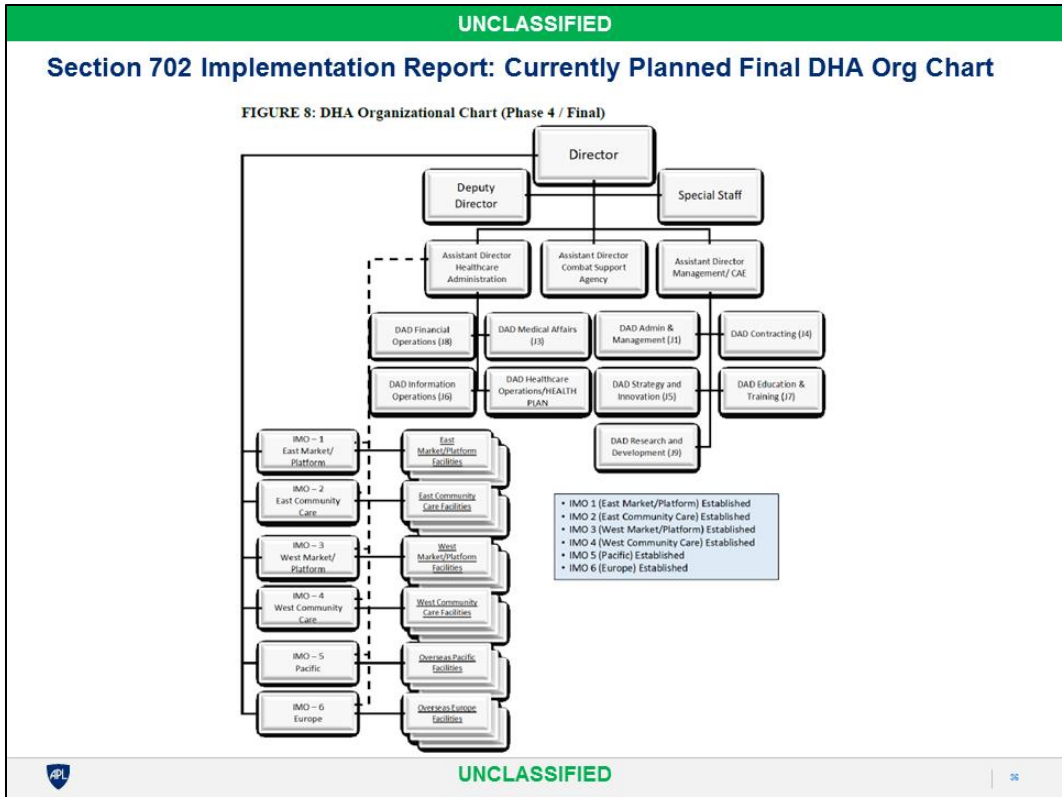 UNCLASSIFIED
Section 702 Implementation Report: Currently Planned Final DHA Org Chart
FIGURE 8: DHA Organizational Chart (Phase 4 / Final)
Director
Deputy
Director
Special Staff
Assistant Director
Healthcare
Administration
Assistant Director
Combat Support
Agency
Assistant Director
Management/ CAE
DAD Financial
Operations (J8)
DAD Medical Affairs
(J3)
DAD Admin &
Management (J1)
DAD Contracting (J4)
DAD Information
Operations (J6)
DAD Healthcare
Operations/HEALTH
PLAN
DAD Strategy and
Innovation (J5)
DAD Education &
Training (J7)
DAD Research and
Development (J9)
IMO – 1
East Market/
Platform
East
Market/Platform
Facilities
IMO – 2
East Community
Care
East Community
Care Facilities
IMO – 3
West Market/
Platform
West
Market/Platform
Facilities
IMO – 4
West Community
Care
West Community
Care Facilities
IMO – 5
Pacific
Overseas Pacific
Facilities
IMO – 6
Europe
Overseas Europe
Facilities
• IMO 1 (East Market/Platform) Established
• IMO 2 (East Community Care) Established
• IMO 3 (West Market/Platform) Established
• IMO 4 (West Community Care) Established
• IMO 5 (Pacific) Established
• IMO 6 (Europe) Established
APL
UNCLASSIFIED
36